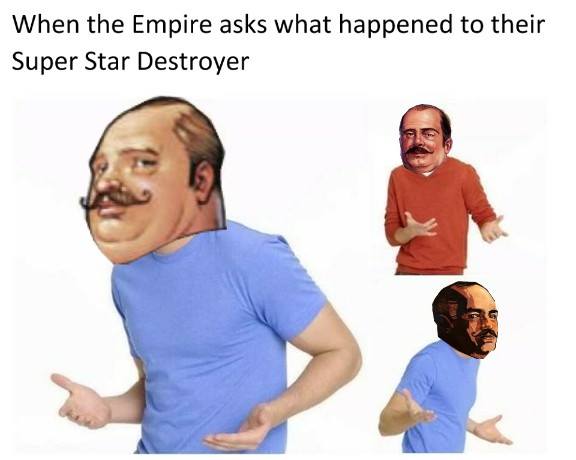 When the Empire asks what happened to their
Super Star Destroyer